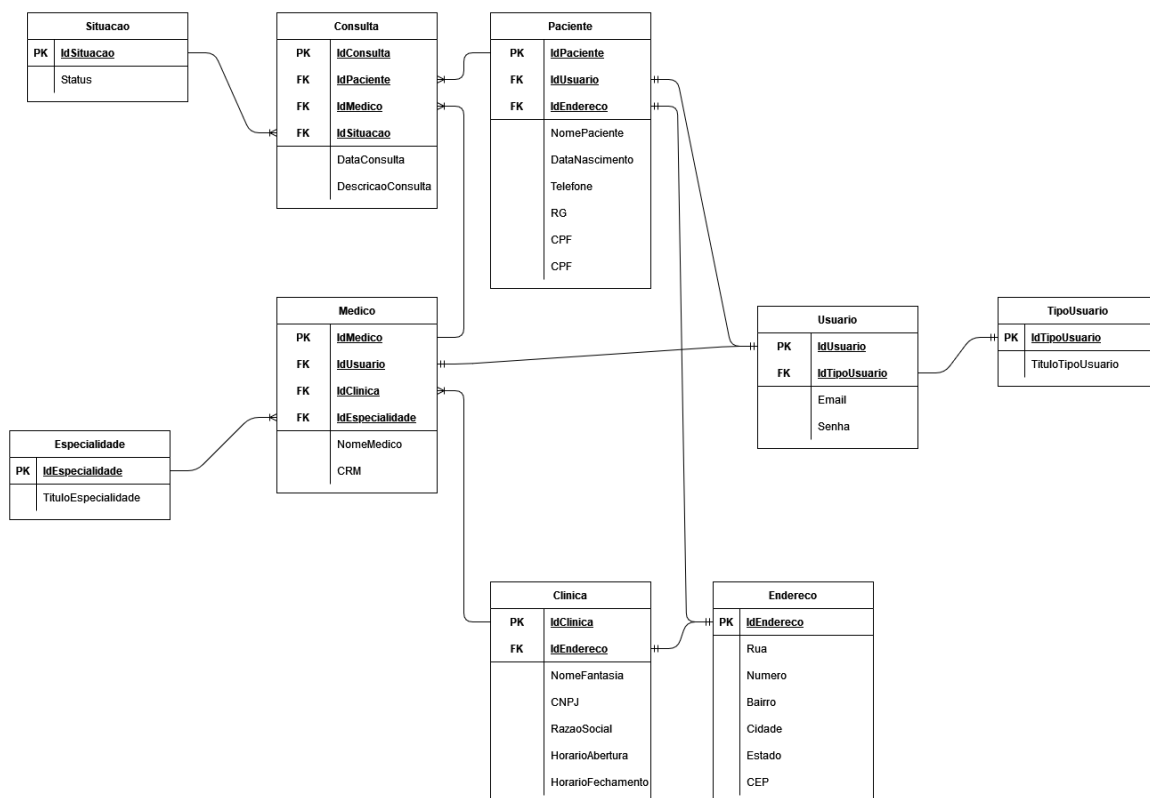 Situacao
PK IdSituacao
Status
Consulta
PK IdConsulta
FK IdPaciente
FK IdMedico
FK IdSituacao
DataConsulta
DescricaoConsulta
Paciente
PK IdPaciente
FK IdUsuario
FK IdEndereco
NomePaciente
DataNascimento
Telefone
RG
CPF
CPF
Medico
PK IdMedico
FK IdUsuario
FK IdClinica
FK IdEspecialidade
NomeMedico
CRM
Usuario
PK IdUsuario
FK IdTipoUsuario
Email
Senha
TipoUsuario
PK IdTipoUsuario
TituloTipoUsuario
Especialidade
PK IdEspecialidade
TituloEspecialidade
Clinica
PK IdClinica
FK IdEndereco
NomeFantasia
CNPJ
RazaoSocial
HorarioAbertura
HorarioFechamento
Endereco
PK IdEndereco
Rua
Numero
Bairro
Cidade
Estado
CEP